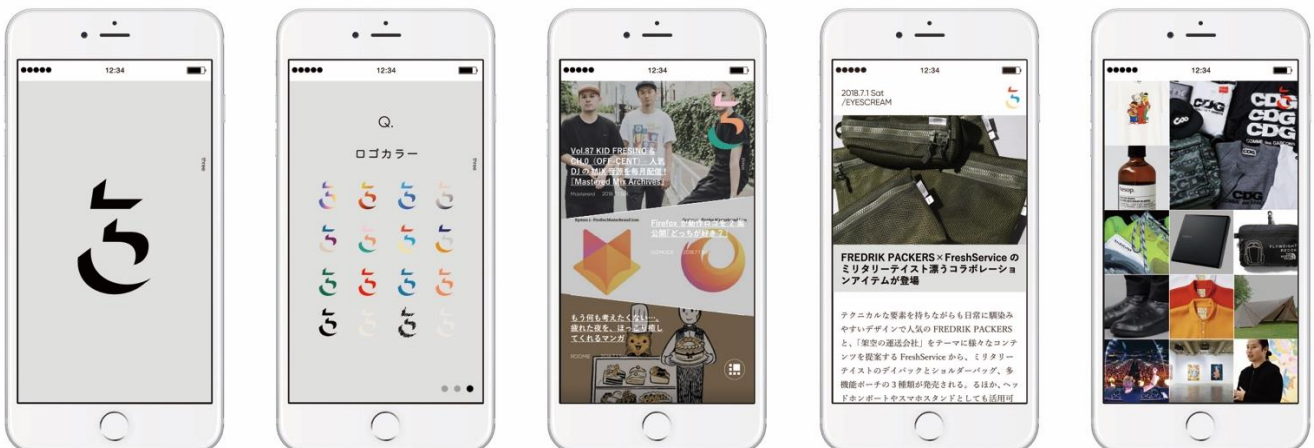 12:34
three
12:34
Q.
ロゴカラー
three
12:34
Vol.87 KID FRESINO &
CH.0（OFF-CENT）- 人気
DJ の MIX 音源を毎月配信！
『Mastered Mix Archives』
Firefox が新作ロゴを 2 案
公開「どっちが好き？」
もう何も考えたくない…。
疲れた夜を、ほっこり癒し
てくれるマンガ
ROOMIE
12:34
2018.7.1 Sat
/EYESCREAM
FREDRIK PACKERS×FreshService の
ミリタリーテイスト漂うコラボレーショ
ンアイテムが登場
テクニカルな要素を持ちながらも日常に馴染み
やすいデザインで人気の FREDRIK PACKERS
と、「架空の運送会社」をテーマに様々なコンテ
ンツを提案する FreshService から、ミリタリー
テイストのデイパックとショルダーバッグ、多
機能ポーチの 3 種類が発売される。るほか、ヘッ
ドホンポートやスマホスタンドとしても活用可
12:34
CDG
CDG
CDG
CDG
CDG
Aesop.